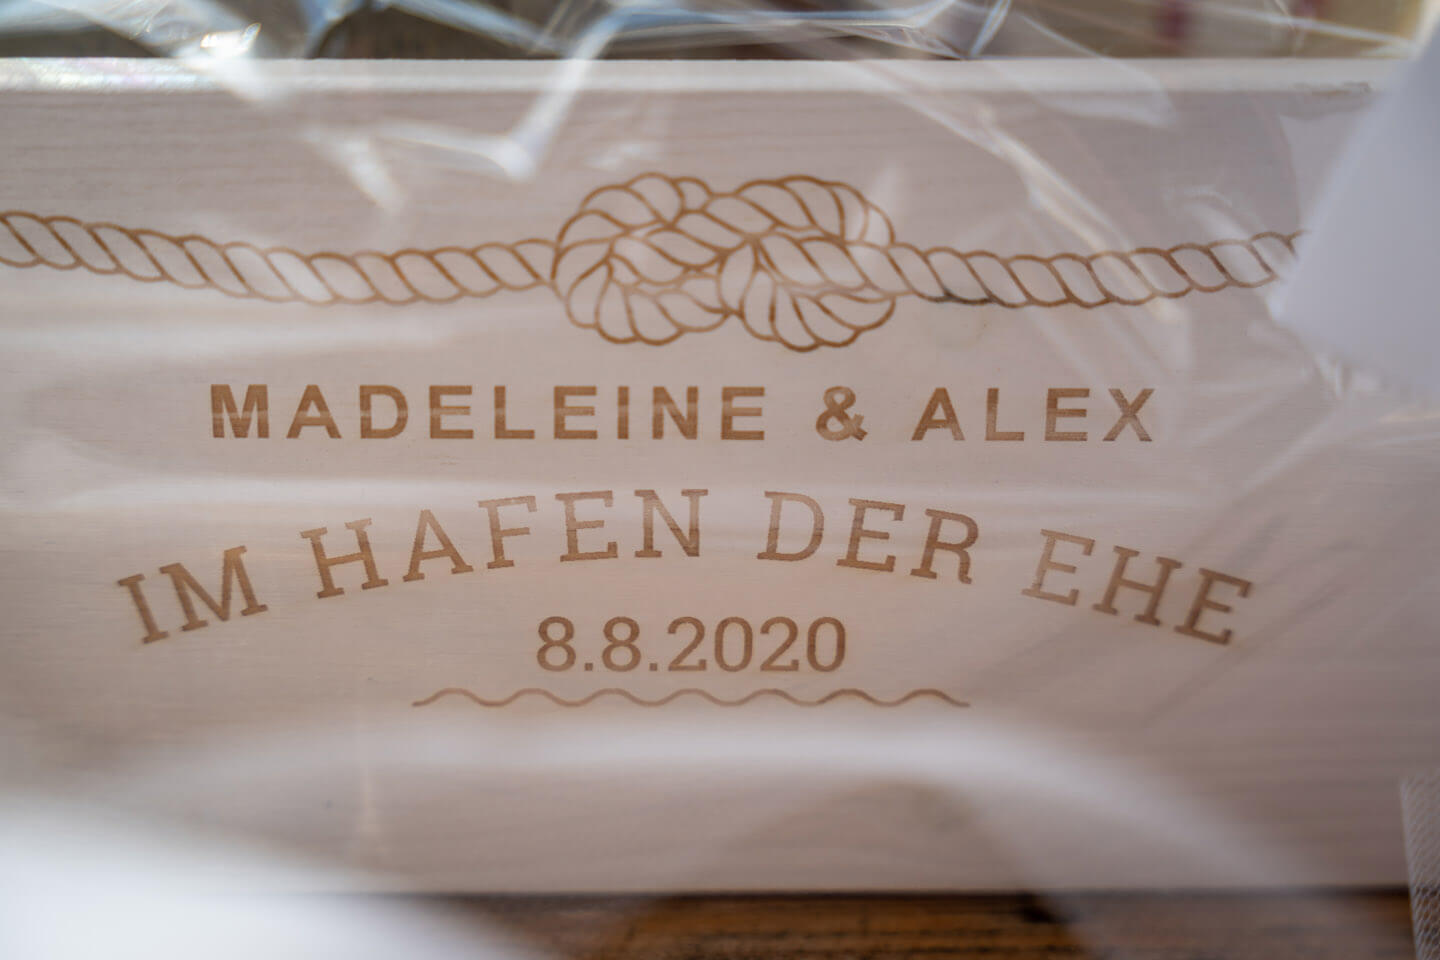 MADELEINE & ALEX
IM HAFEN DER EHE
8.8.2020